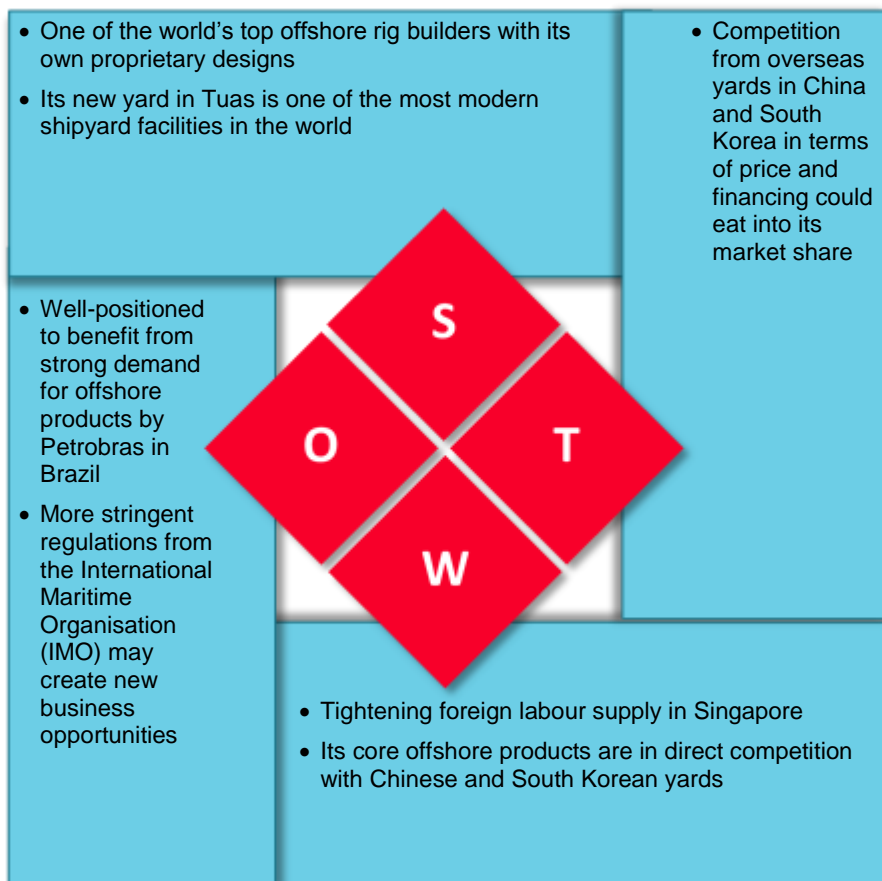 • One of the world’s top offshore rig builders with its
own proprietary designs
• Its new yard in Tuas is one of the most modern
shipyard facilities in the world
• Competition
from overseas
yards in China
and South
Korea in terms
of price and
financing could
eat into its
market share
S
• Well-positioned
to benefit from
strong demand
for offshore
products by
Petrobras in
Brazil
• More stringent
regulations from
the International
Maritime
Organisation
(IMO) may
create new
business
opportunities
O
T
W
• Tightening foreign labour supply in Singapore
• Its core offshore products are in direct competition
with Chinese and South Korean yards